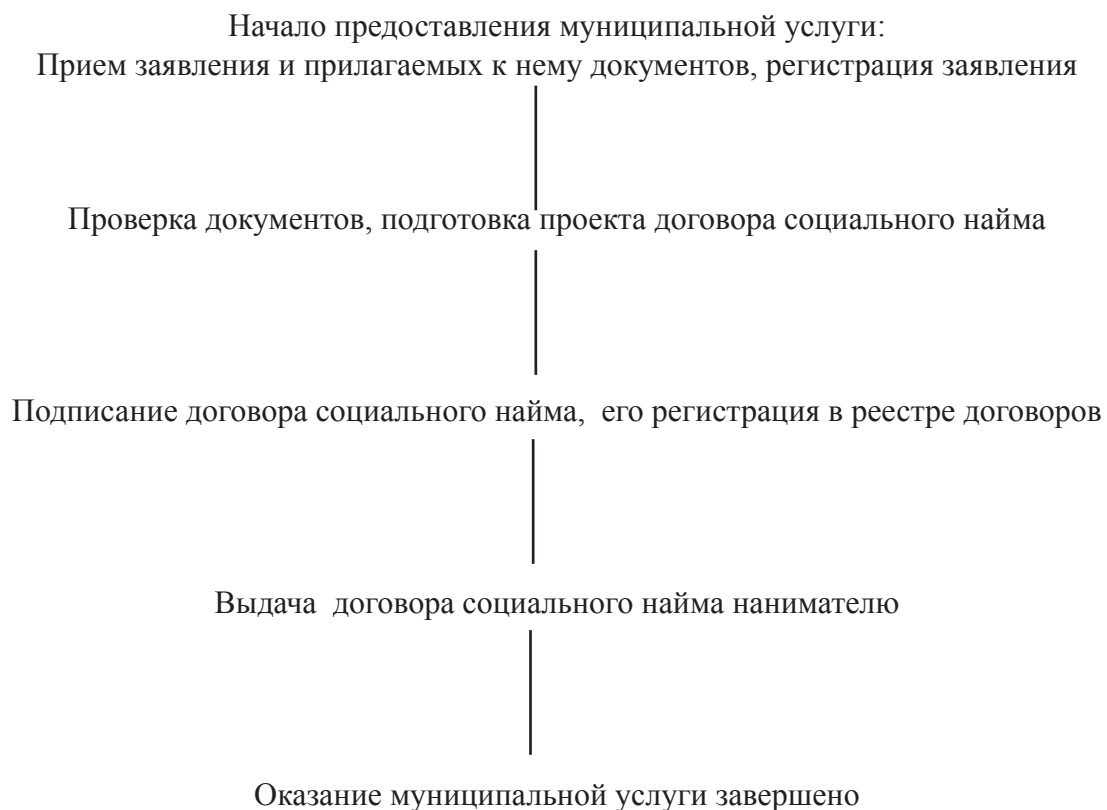 Начало предоставления муниципальной услуги:
Прием заявления и прилагаемых к нему документов, регистрация заявления
Проверка документов, подготовка проекта договора социального найма
Подписание договора социального найма,  его регистрация в реестре договоров
Выдача  договора социального найма нанимателю
Оказание муниципальной услуги завершено